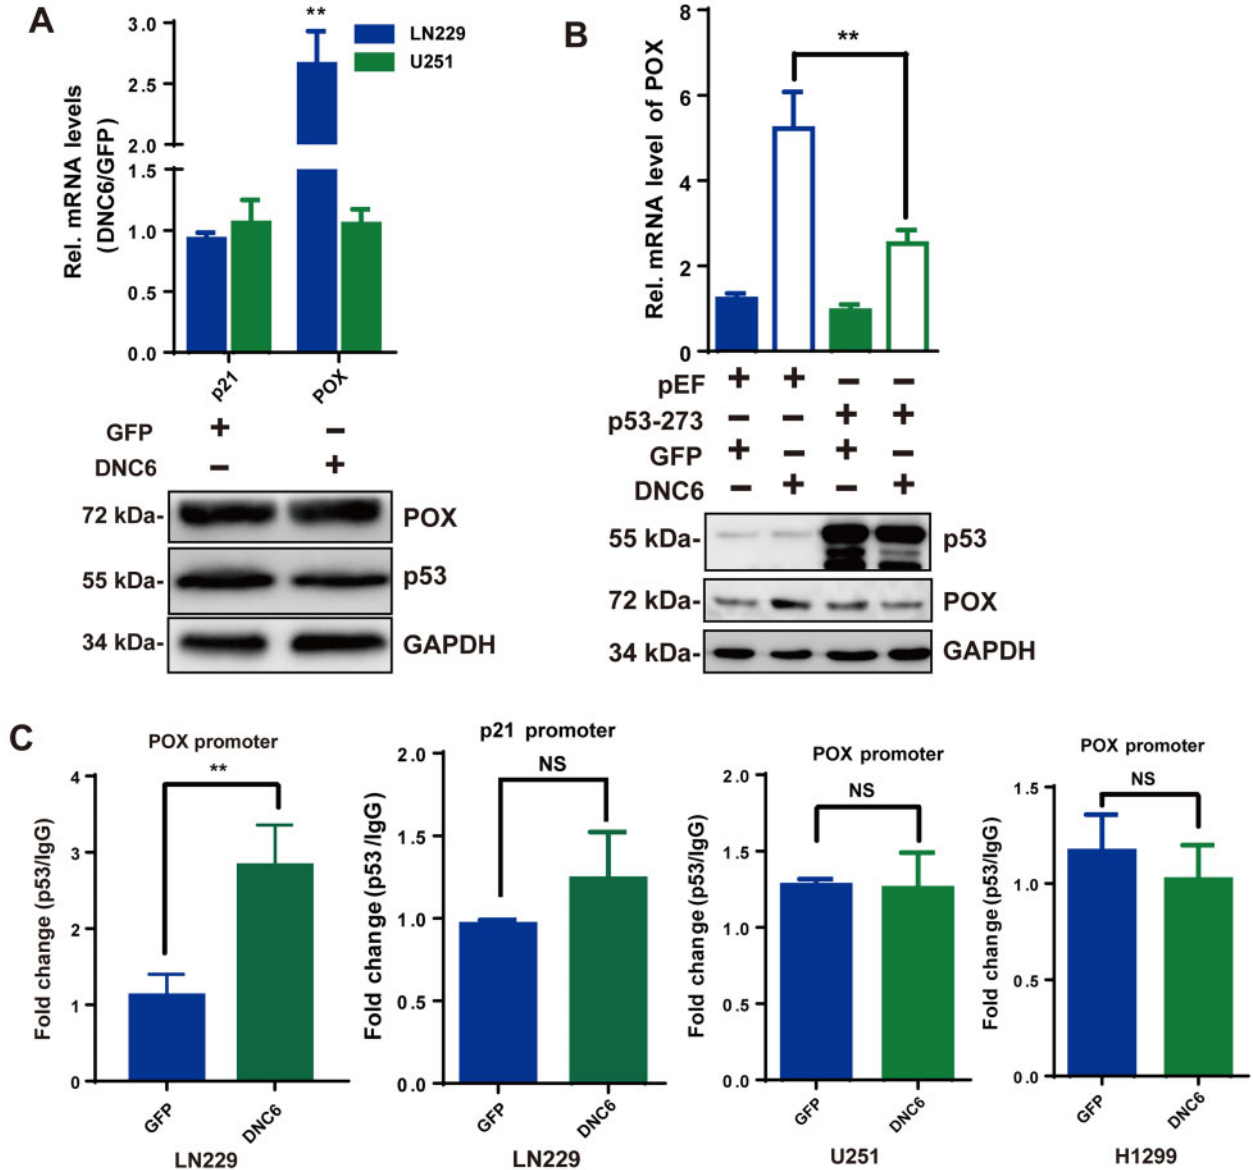 A
Rel. mRNA levels
(DNC6/GFP)
3.0
2.5
2.0
1.5
1.0
0.5
0.0
**
LN229
U251
p21
POX
GFP + −
DNC6 − +
72 kDa- POX
55 kDa- p53
34 kDa- GAPDH
B
Rel. mRNA level of POX
8
6
4
2
0
**
pEF + + − −
p53-273 − − + +
GFP + − + −
DNC6 − + − +
55 kDa- p53
72 kDa- POX
34 kDa- GAPDH
C
POX promoter
**
Fold change (p53/IgG)
4
3
2
1
0
GFP
DNC6
LN229
p21 promoter
NS
Fold change (p53/IgG)
2.0
1.5
1.0
0.5
0.0
GFP
DNC6
LN229
POX promoter
NS
Fold change (p53/IgG)
2.0
1.5
1.0
0.5
0.0
GFP
DNC6
U251
POX promoter
NS
Fold change (p53/IgG)
1.5
1.0
0.5
0.0
GFP
DNC6
H1299